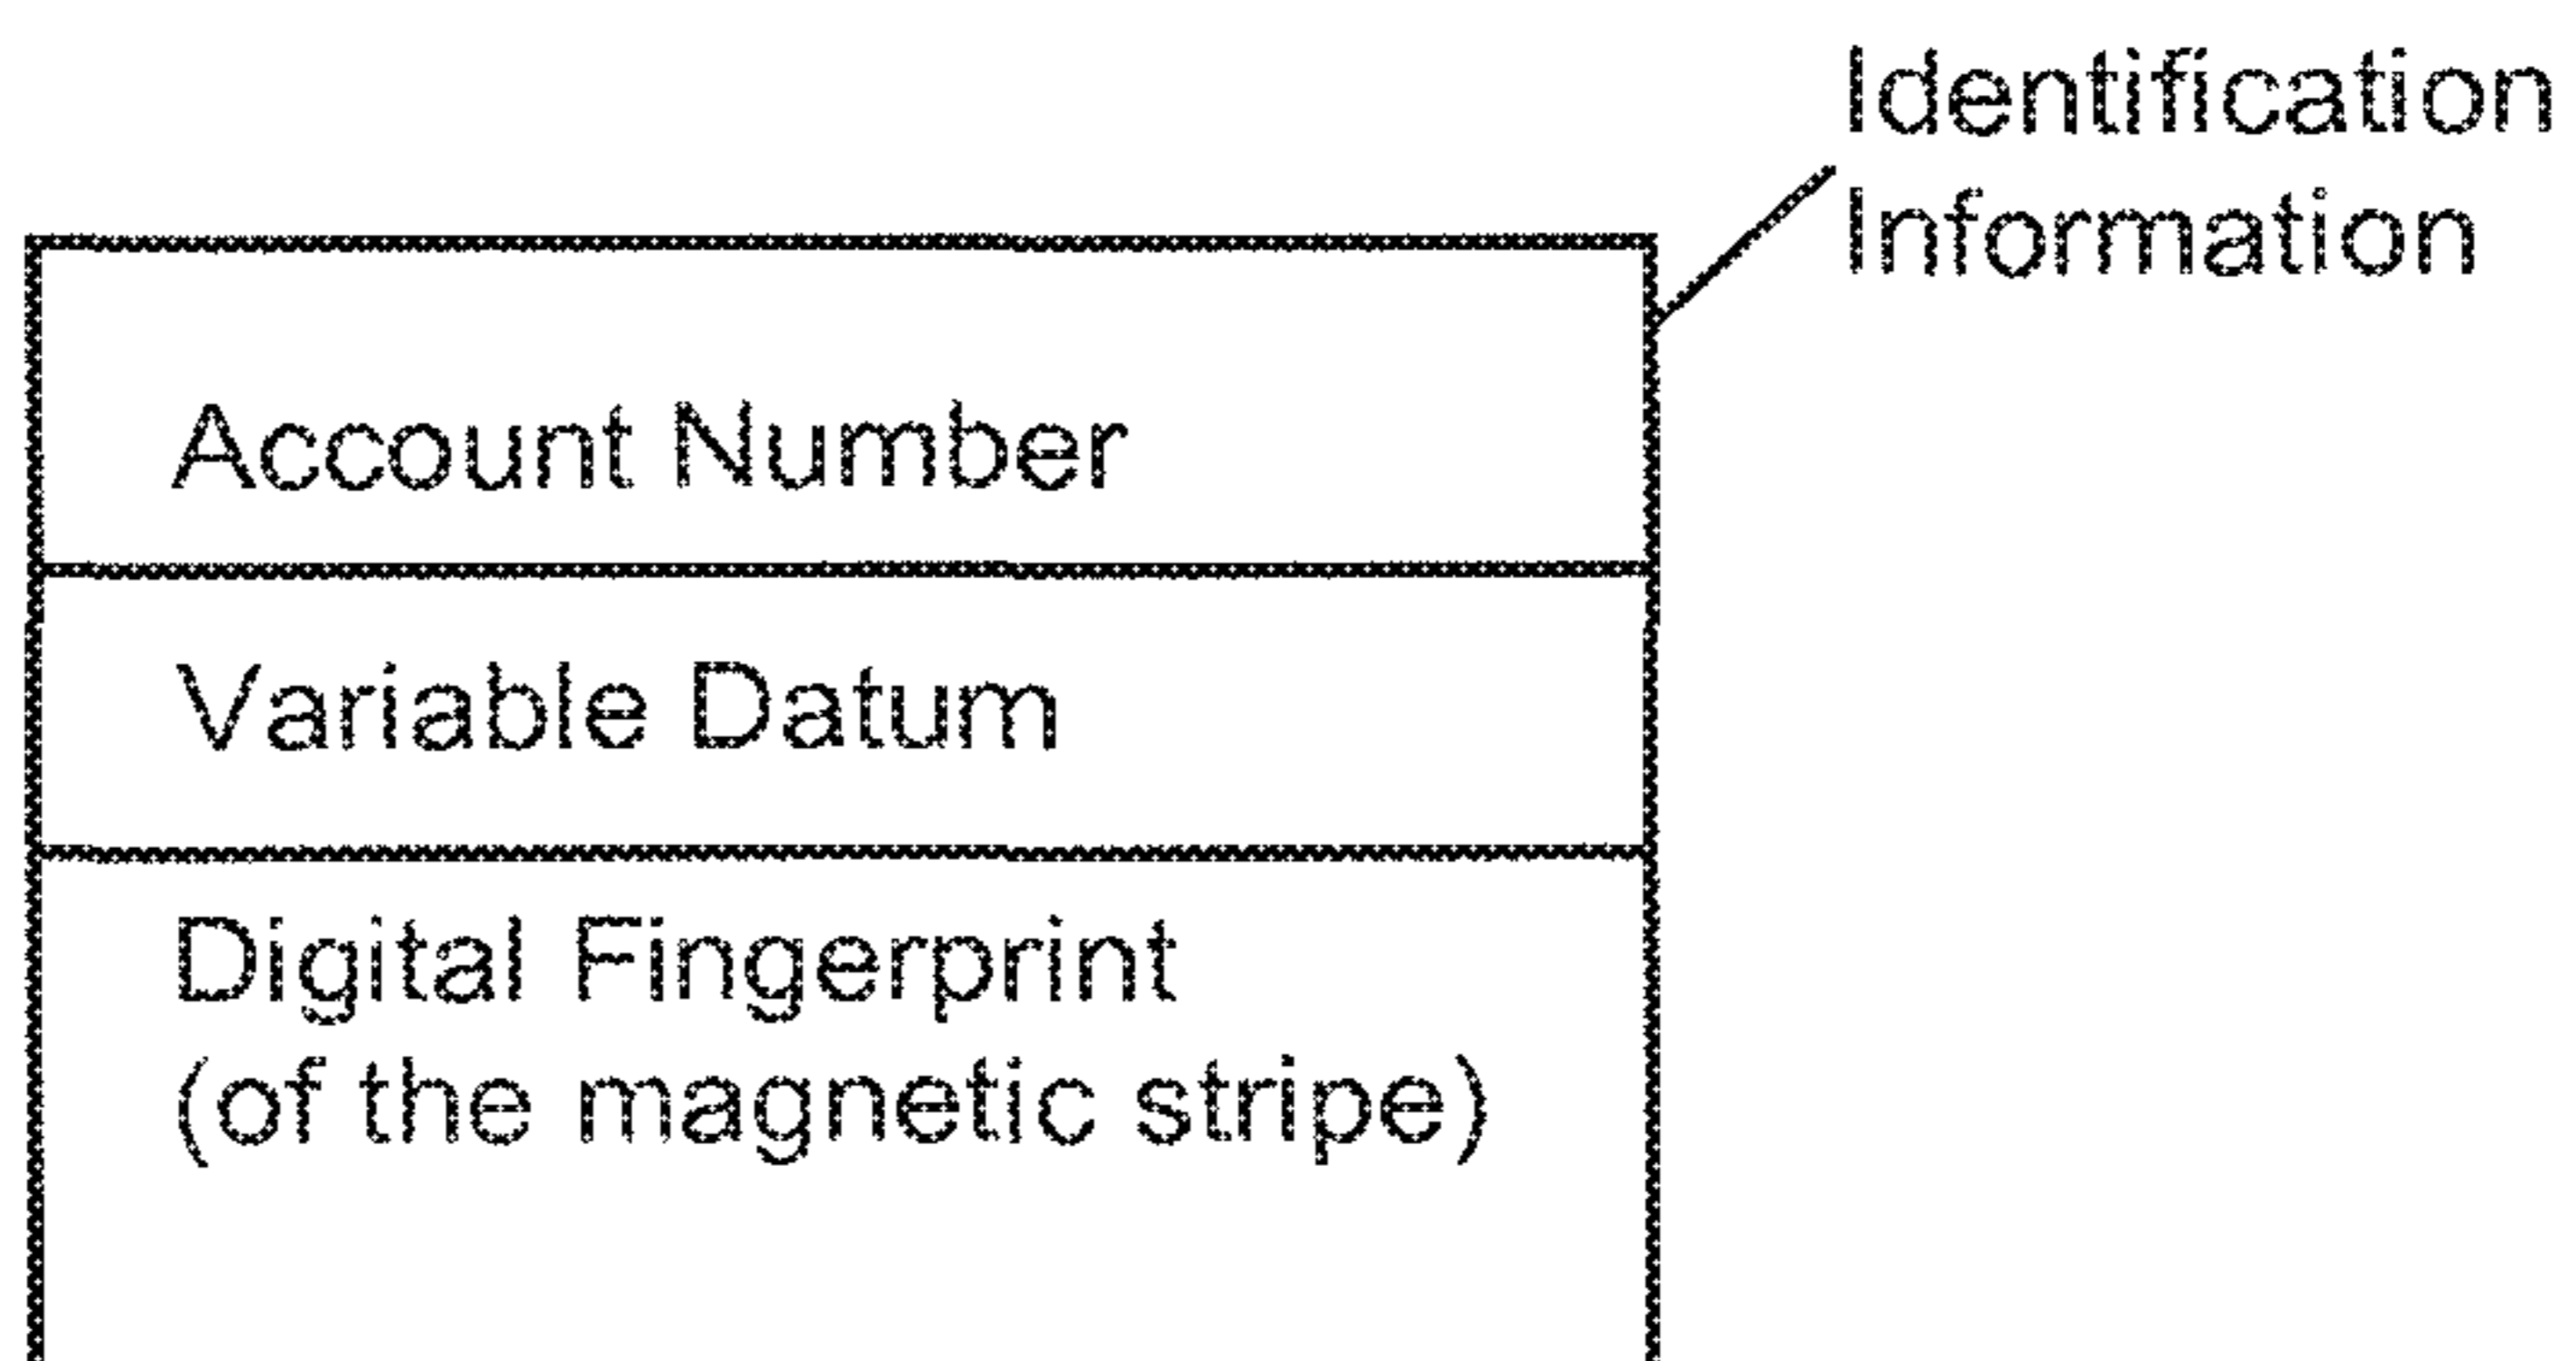 Identification
Information
Account Number
Variable Datum
Digital Fingerprint
(of the magnetic stripe)